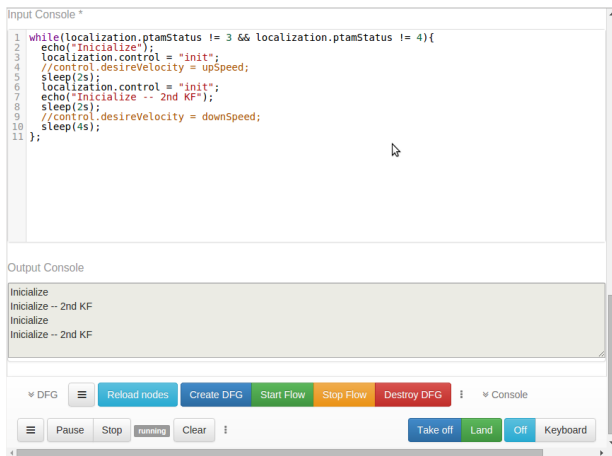 Input Console *
1 while(localization.ptamStatus != 3 && localization.ptamStatus != 4){
2 echo("Inicialize");
3 localization.control = "init";
4 //control.desireVelocity = upSpeed;
5 sleep(2s);
6 localization.control = "init";
7 echo("Inicialize -- 2nd KF");
8 sleep(2s);
9 //control.desireVelocity = downSpeed;
10 sleep(4s);
11 };
Output Console
Inicialize
Inicialize -- 2nd KF
Inicialize
Inicialize -- 2nd KF
DFG Reload nodes Create DFG Start Flow Stop Flow Destroy DFG Console
Pause Stop running Clear Take off Land Off Keyboard